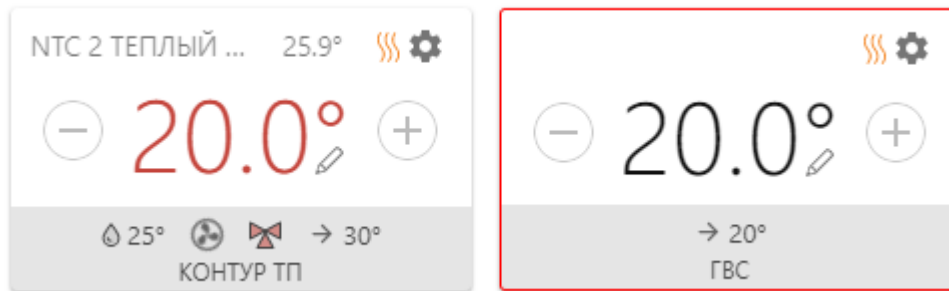 NTC 2 ТЕПЛЫЙ ... 25.9°
20.0°
25° → 30°
КОНТУР ТП
20.0°
→ 20°
ГВС